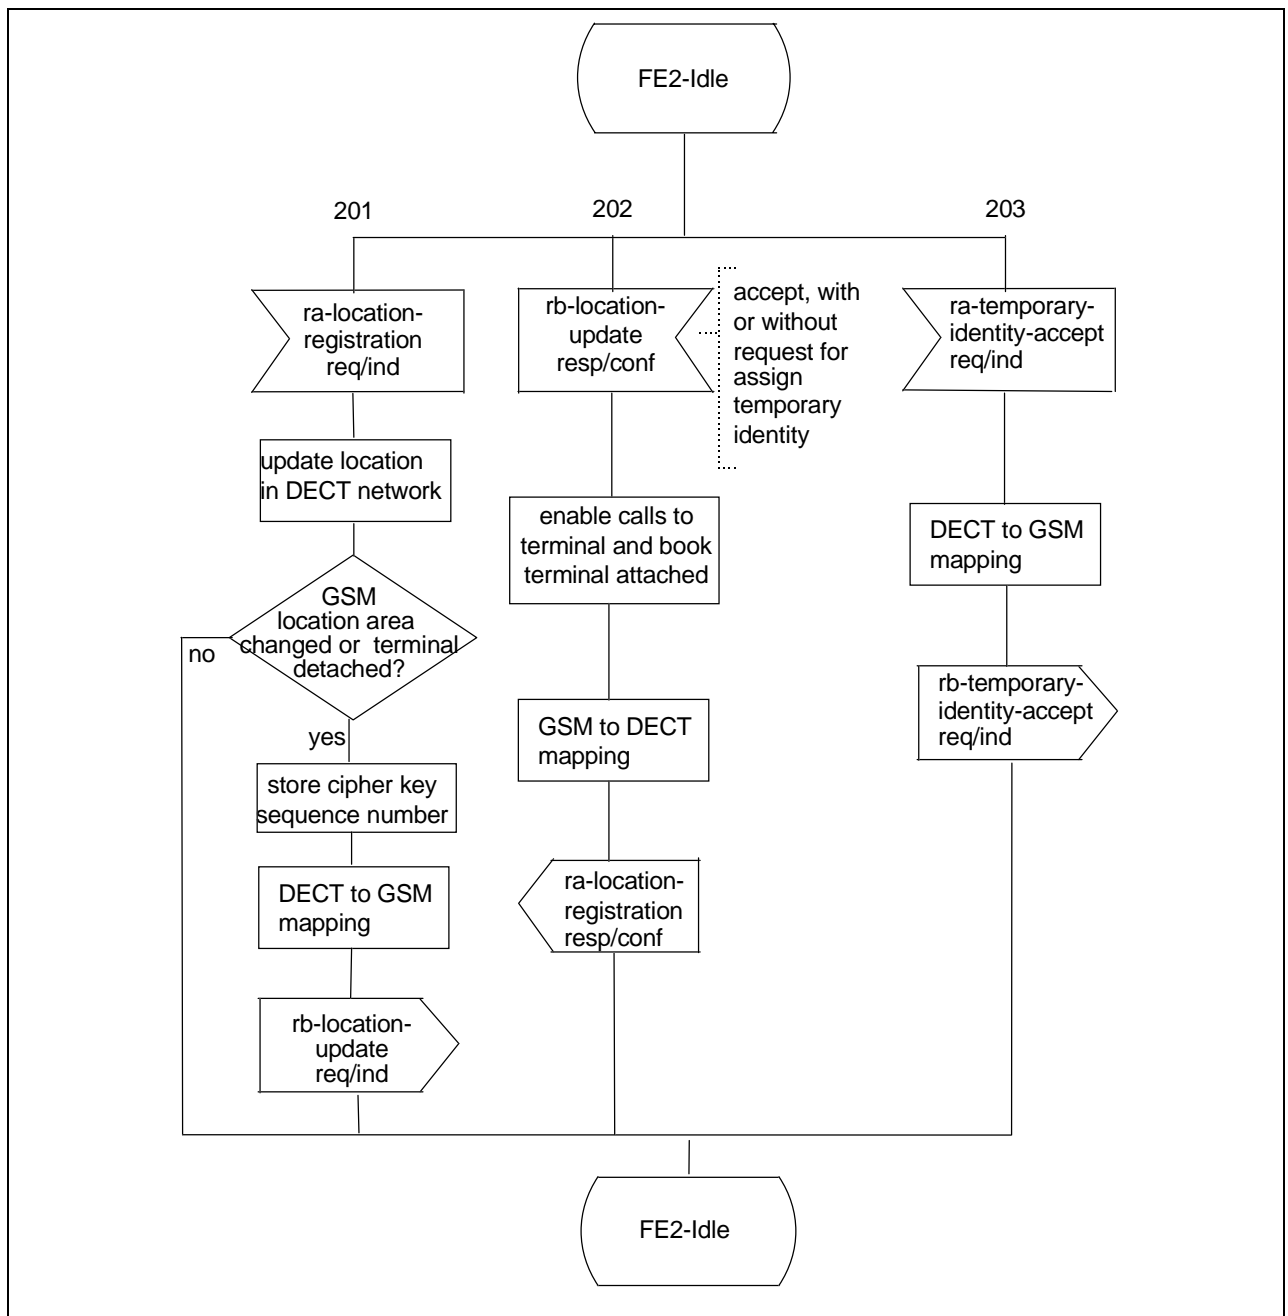 FE2-Idle
201
202
203
ra-location-
registration
req/ind
rb-location-
update
resp/conf
accept, with
or without
request for
assign
temporary
identity
ra-temporary-
identity-accept
req/ind
update location
in DECT network
enable calls to
terminal and book
terminal attached
DECT to GSM
mapping
GSM
location area
changed or terminal
detached?
no
yes
rb-temporary-
identity-accept
req/ind
GSM to DECT
mapping
store cipher key
sequence number
DECT to GSM
mapping
ra-location-
registration
resp/conf
rb-location-
update
req/ind
FE2-Idle